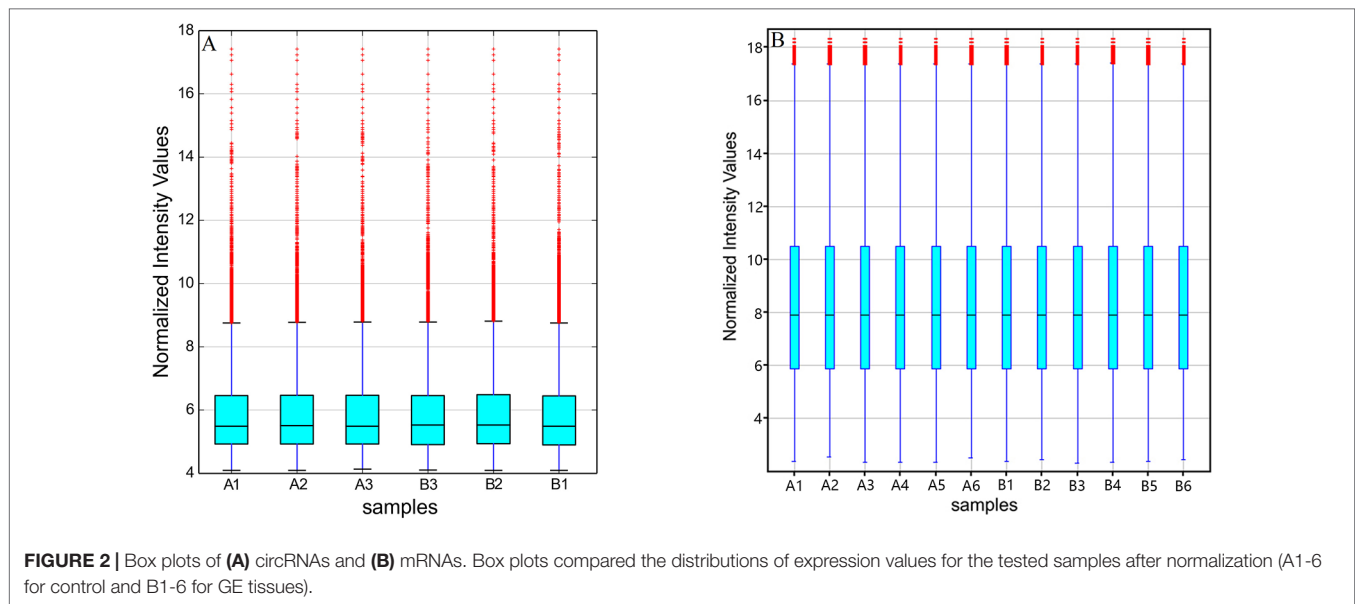 A
18
16
14
12
10
8
6
4
Normalized Intensity Values
A1 A2 A3 B3 B2 B1
samples
B
18
16
14
12
10
8
6
4
Normalized Intensity Values
A1 A2 A3 A4 A5 A6 B1 B2 B3 B4 B5 B6
samples
FIGURE 2 | Box plots of (A) circRNAs and (B) mRNAs. Box plots compared the distributions of expression values for the tested samples after normalization (A1-6
for control and B1-6 for GE tissues).